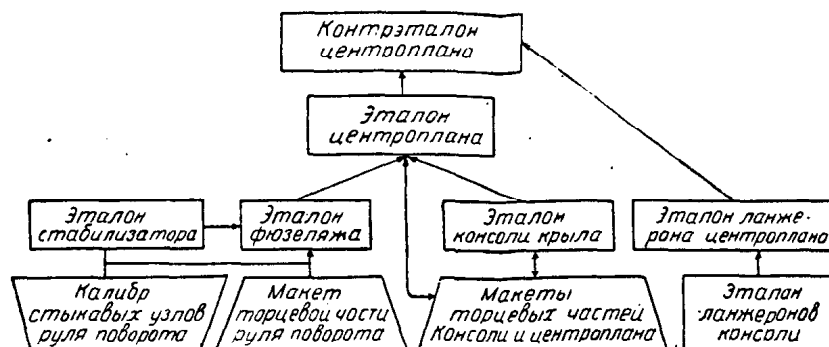 Контрэталон
центроплана
Эталон
центроплана
Эталон
стабилизатора
Эталон
фюзеляжа
Эталон
консоли крыла
Эталон ланже-
рона центроплана
Калибр
стыкавых узлов
руля поворота
Макет
торцевой части
руля поворота
Макеты
торцевых частей
Консоли и центроплана
Эталон
ланжеронов
консоли